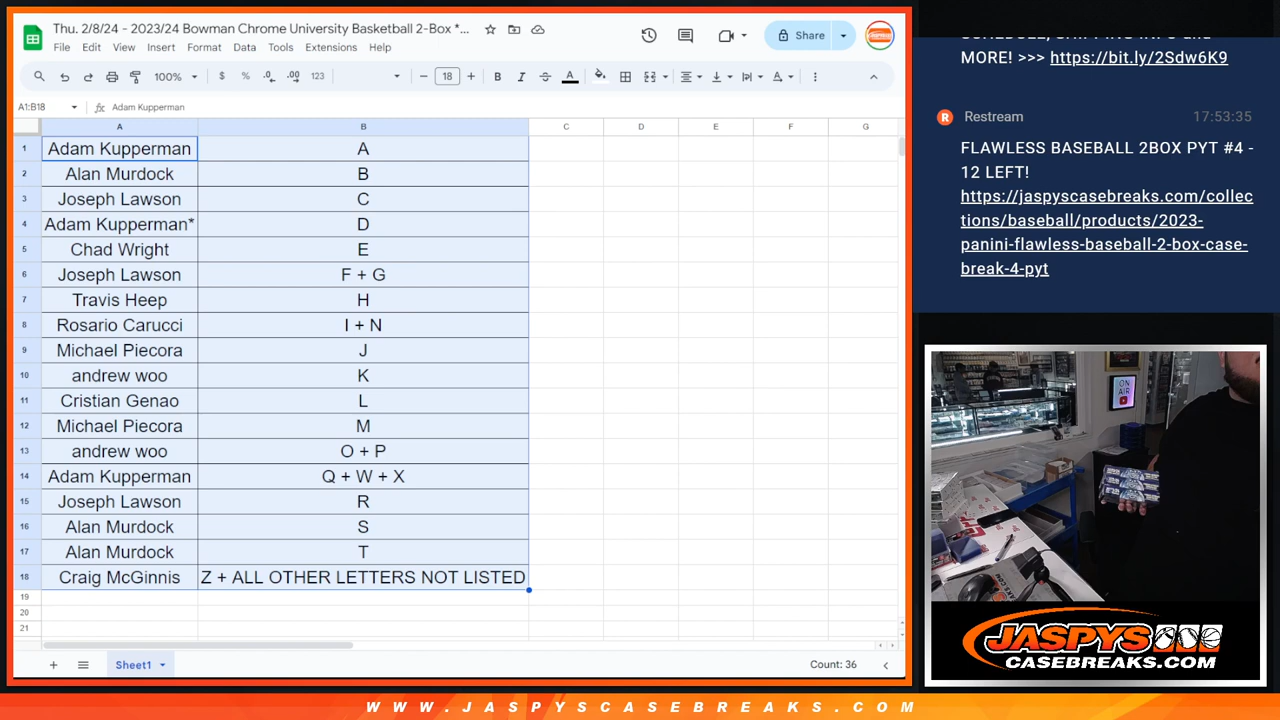 Thu. 2/8/24 - 2023/24 Bowman Chrome University Basketball 2-Box *...
File Edit View Insert Format Data Tools Extensions Help
Share
100% $ % .0 .00 123 18 B I A
A1:B18 fx Adam Kupperman
A B C D E F G
1 Adam Kupperman A
2 Alan Murdock B
3 Joseph Lawson C
4 Adam Kupperman* D
5 Chad Wright E
6 Joseph Lawson F + G
7 Travis Heep H
8 Rosario Carucci I + N
9 Michael Piecora J
10 andrew woo K
11 Cristian Genao L
12 Michael Piecora M
13 andrew woo O + P
14 Adam Kupperman Q + W + X
15 Joseph Lawson R
16 Alan Murdock S
17 Alan Murdock T
18 Craig McGinnis Z + ALL OTHER LETTERS NOT LISTED
19
20
21
Sheet1
Count: 36
MORE! >>> https://bit.ly/2Sdw6K9
Restream 17:53:35
FLAWLESS BASEBALL 2BOX PYT #4 -
12 LEFT!
https://jaspyscasebreaks.com/collec
tions/baseball/products/2023-
panini-flawless-baseball-2-box-case-
break-4-pyt
ON
AIR
JASPYS
CASEBREAKS.COM
WWW.JASPYSCASEBREAKS.COM